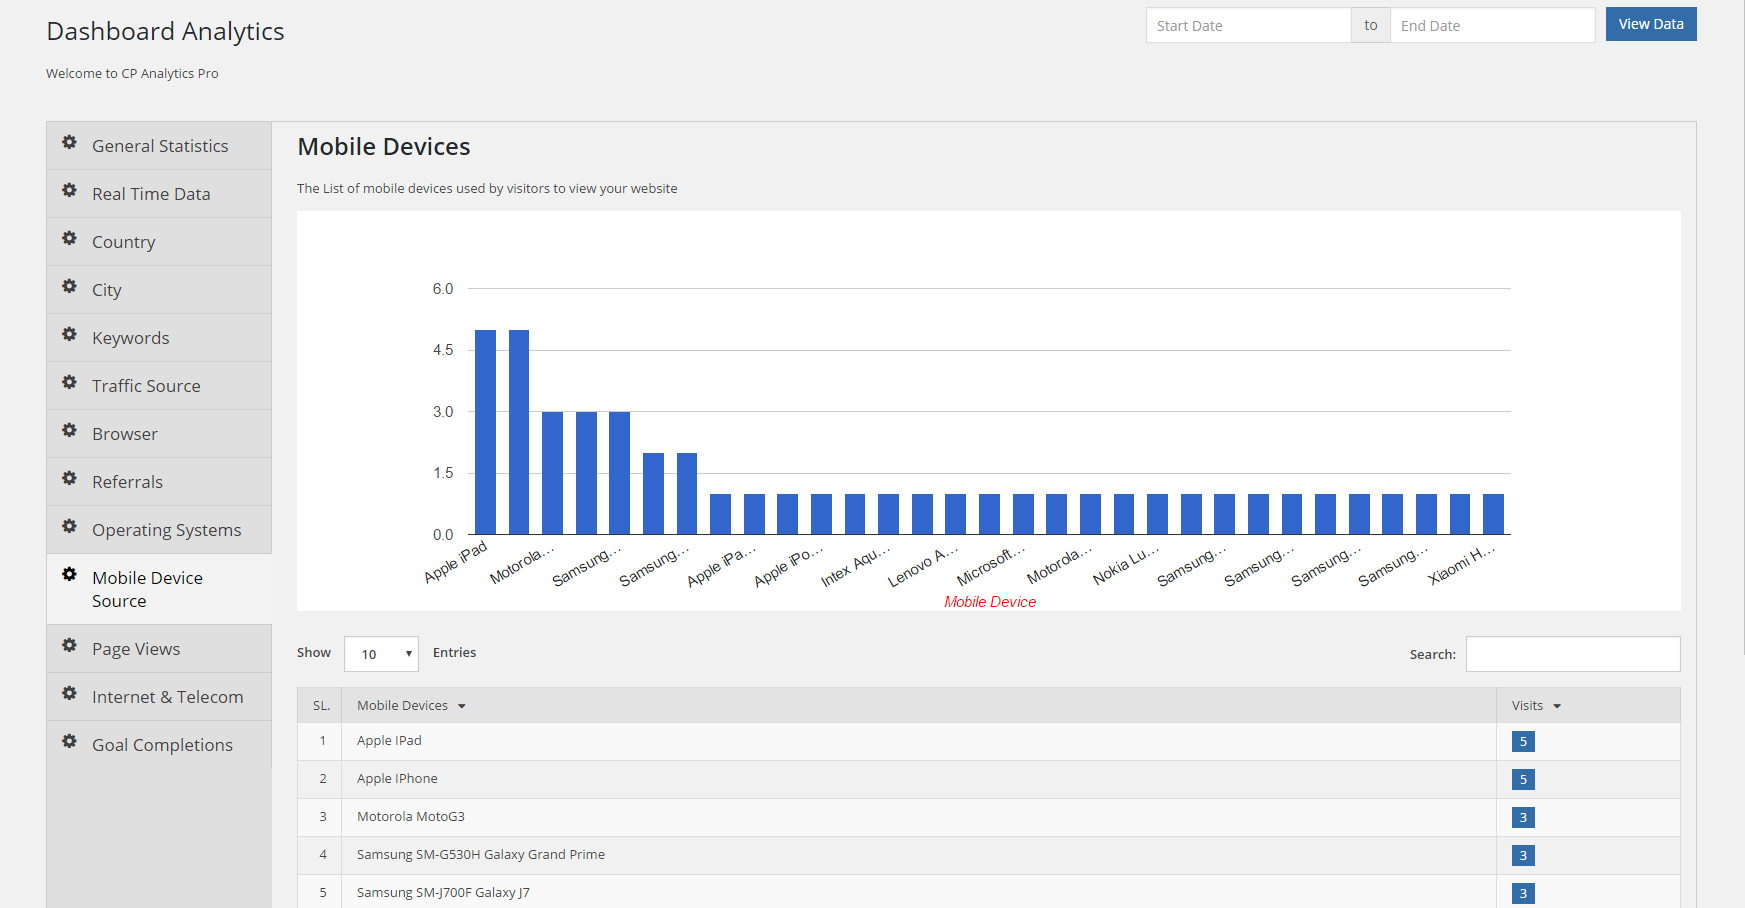 Dashboard Analytics
Start Date to End Date View Data
Welcome to CP Analytics Pro
General Statistics
Real Time Data
Country
City
Keywords
Traffic Source
Browser
Referrals
Operating Systems
Mobile Device
Source
Page Views
Internet & Telecom
Goal Completions
Mobile Devices
The List of mobile devices used by visitors to view your website
6.0
4.5
3.0
1.5
0.0
Apple iPad
Motorola...
Samsung...
Samsung...
Apple iPa...
Apple iPo...
Intex Aqu...
Lenovo A...
Microsoft...
Motorola...
Nokia Lu...
Samsung...
Samsung...
Samsung...
Samsung...
Xiaomi H...
Mobile Device
Show 10 Entries Search:
SL. Mobile Devices Visits
1 Apple IPad 5
2 Apple IPhone 5
3 Motorola MotoG3 3
4 Samsung SM-G530H Galaxy Grand Prime 3
5 Samsung SM-J700F Galaxy J7 3